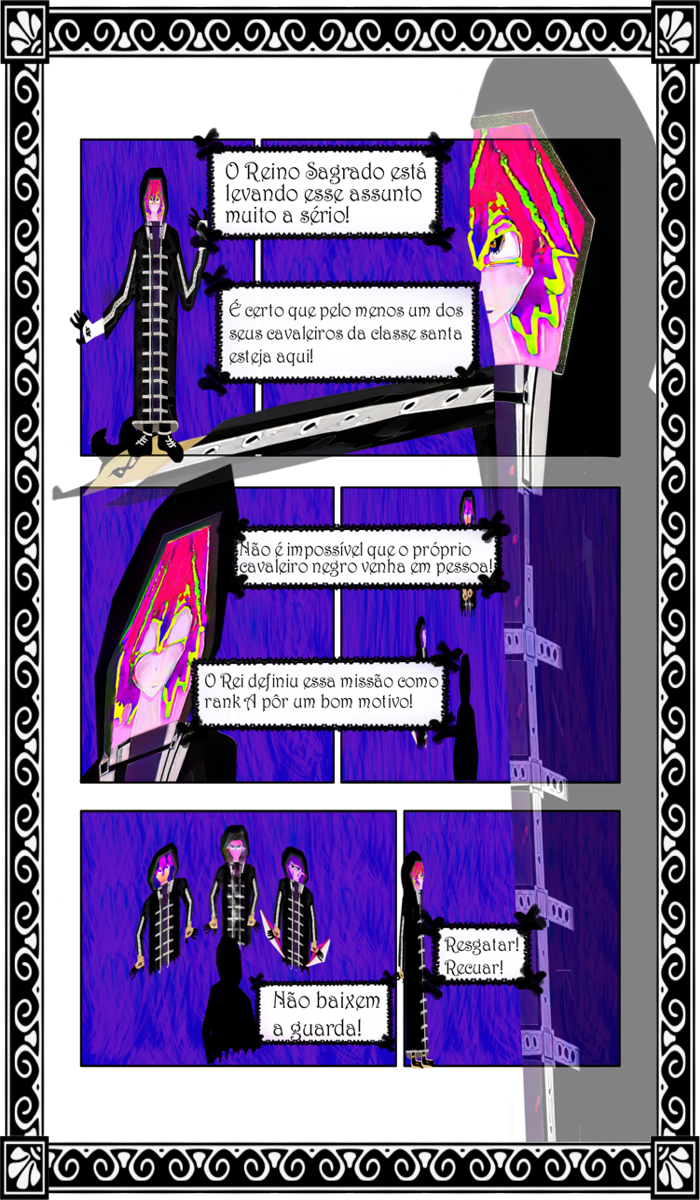 O Reino Sagrado está
levando esse assunto
muito a sério!
É certo que pelo menos um dos
seus cavaleiros da classe santa
esteja aqui!
Não é impossível que o próprio
cavaleiro negro venha em pessoa!
O Rei definiu essa missão como
rank A pôr um bom motivo!
Não baixem
a guarda!
Resgatar!
Recuar!